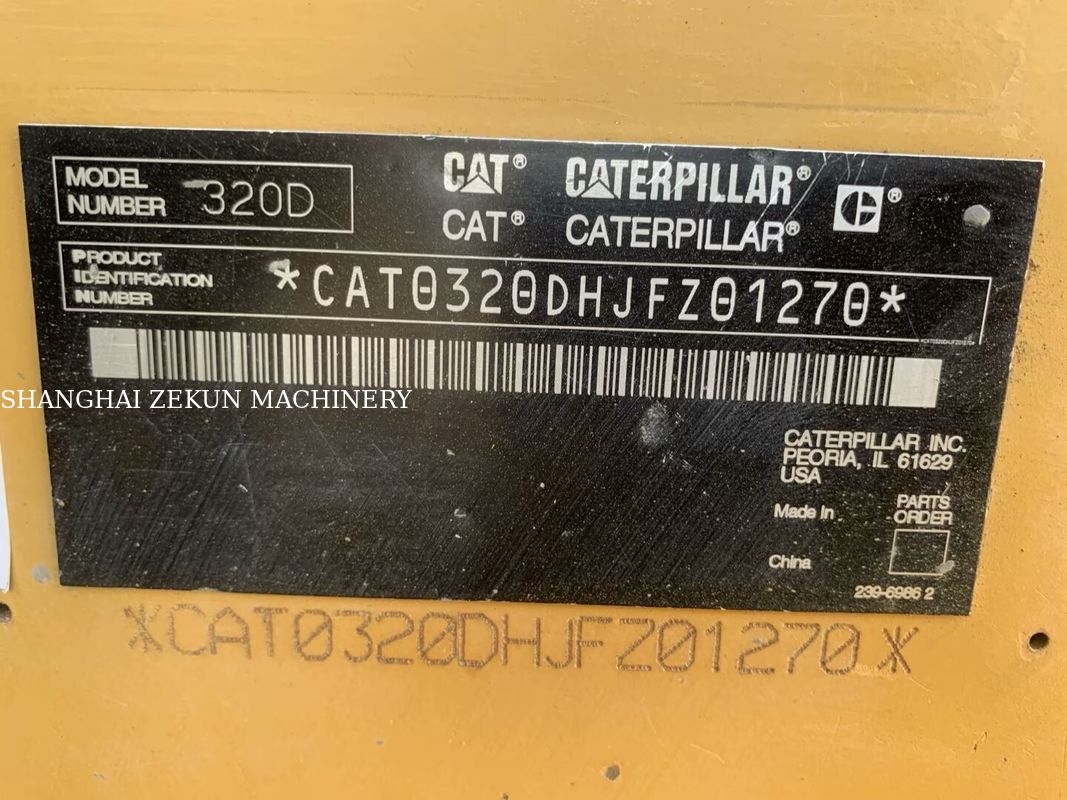 MODEL NUMBER 320D
CAT® CATERPILLAR® ®
CAT® CATERPILLAR®
PRODUCT
IDENTIFICATION
NUMBER
*CAT0320DHJFZ01270*
*CAT0320DHJFZ01270*
SHANGHAI ZEKUN MACHINERY
CATERPILLAR INC.
PEORIA, IL 61629
USA
Made In
China
PARTS
ORDER
239-6986 2
*CAT0320DHJFZ01270*